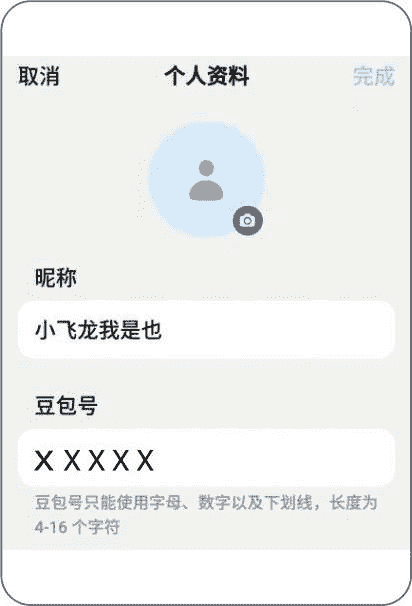 取消 个人资料 完成
昵称
小飞龙我是也
豆包号
X X X X X
豆包号只能使用字母、数字以及下划线，长度为
4-16 个字符